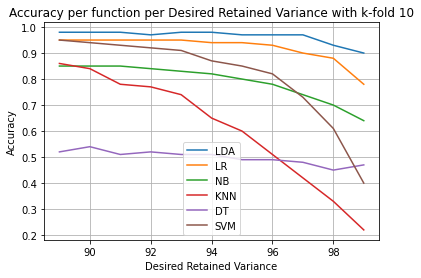 Accuracy per function per Desired Retained Variance with k-fold 10
1.0
0.9
0.8
0.7
0.6
0.5
0.4
0.3
0.2
Accuracy
LDA
LR
NB
KNN
DT
SVM
90 92 94 96 98
Desired Retained Variance